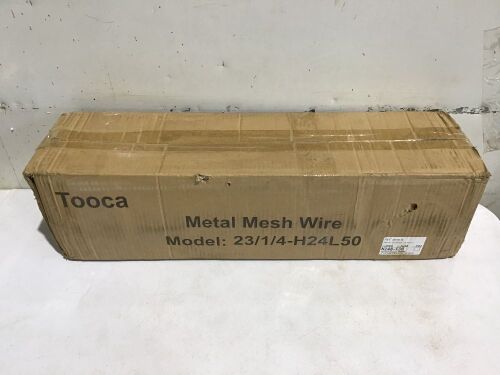 Tooca
Metal Mesh Wire
Model: 23/1/4-H24L50